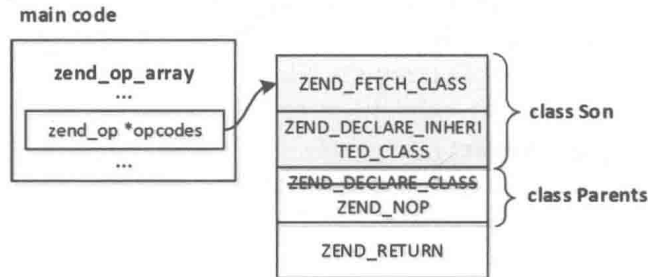 main code
zend_op_array
...
zend_op *opcodes
...
ZEND_FETCH_CLASS
ZEND_DECLARE_INHERI
TED_CLASS
class Son
ZEND_DECLARE_CLASS
ZEND_NOP
class Parents
ZEND_RETURN